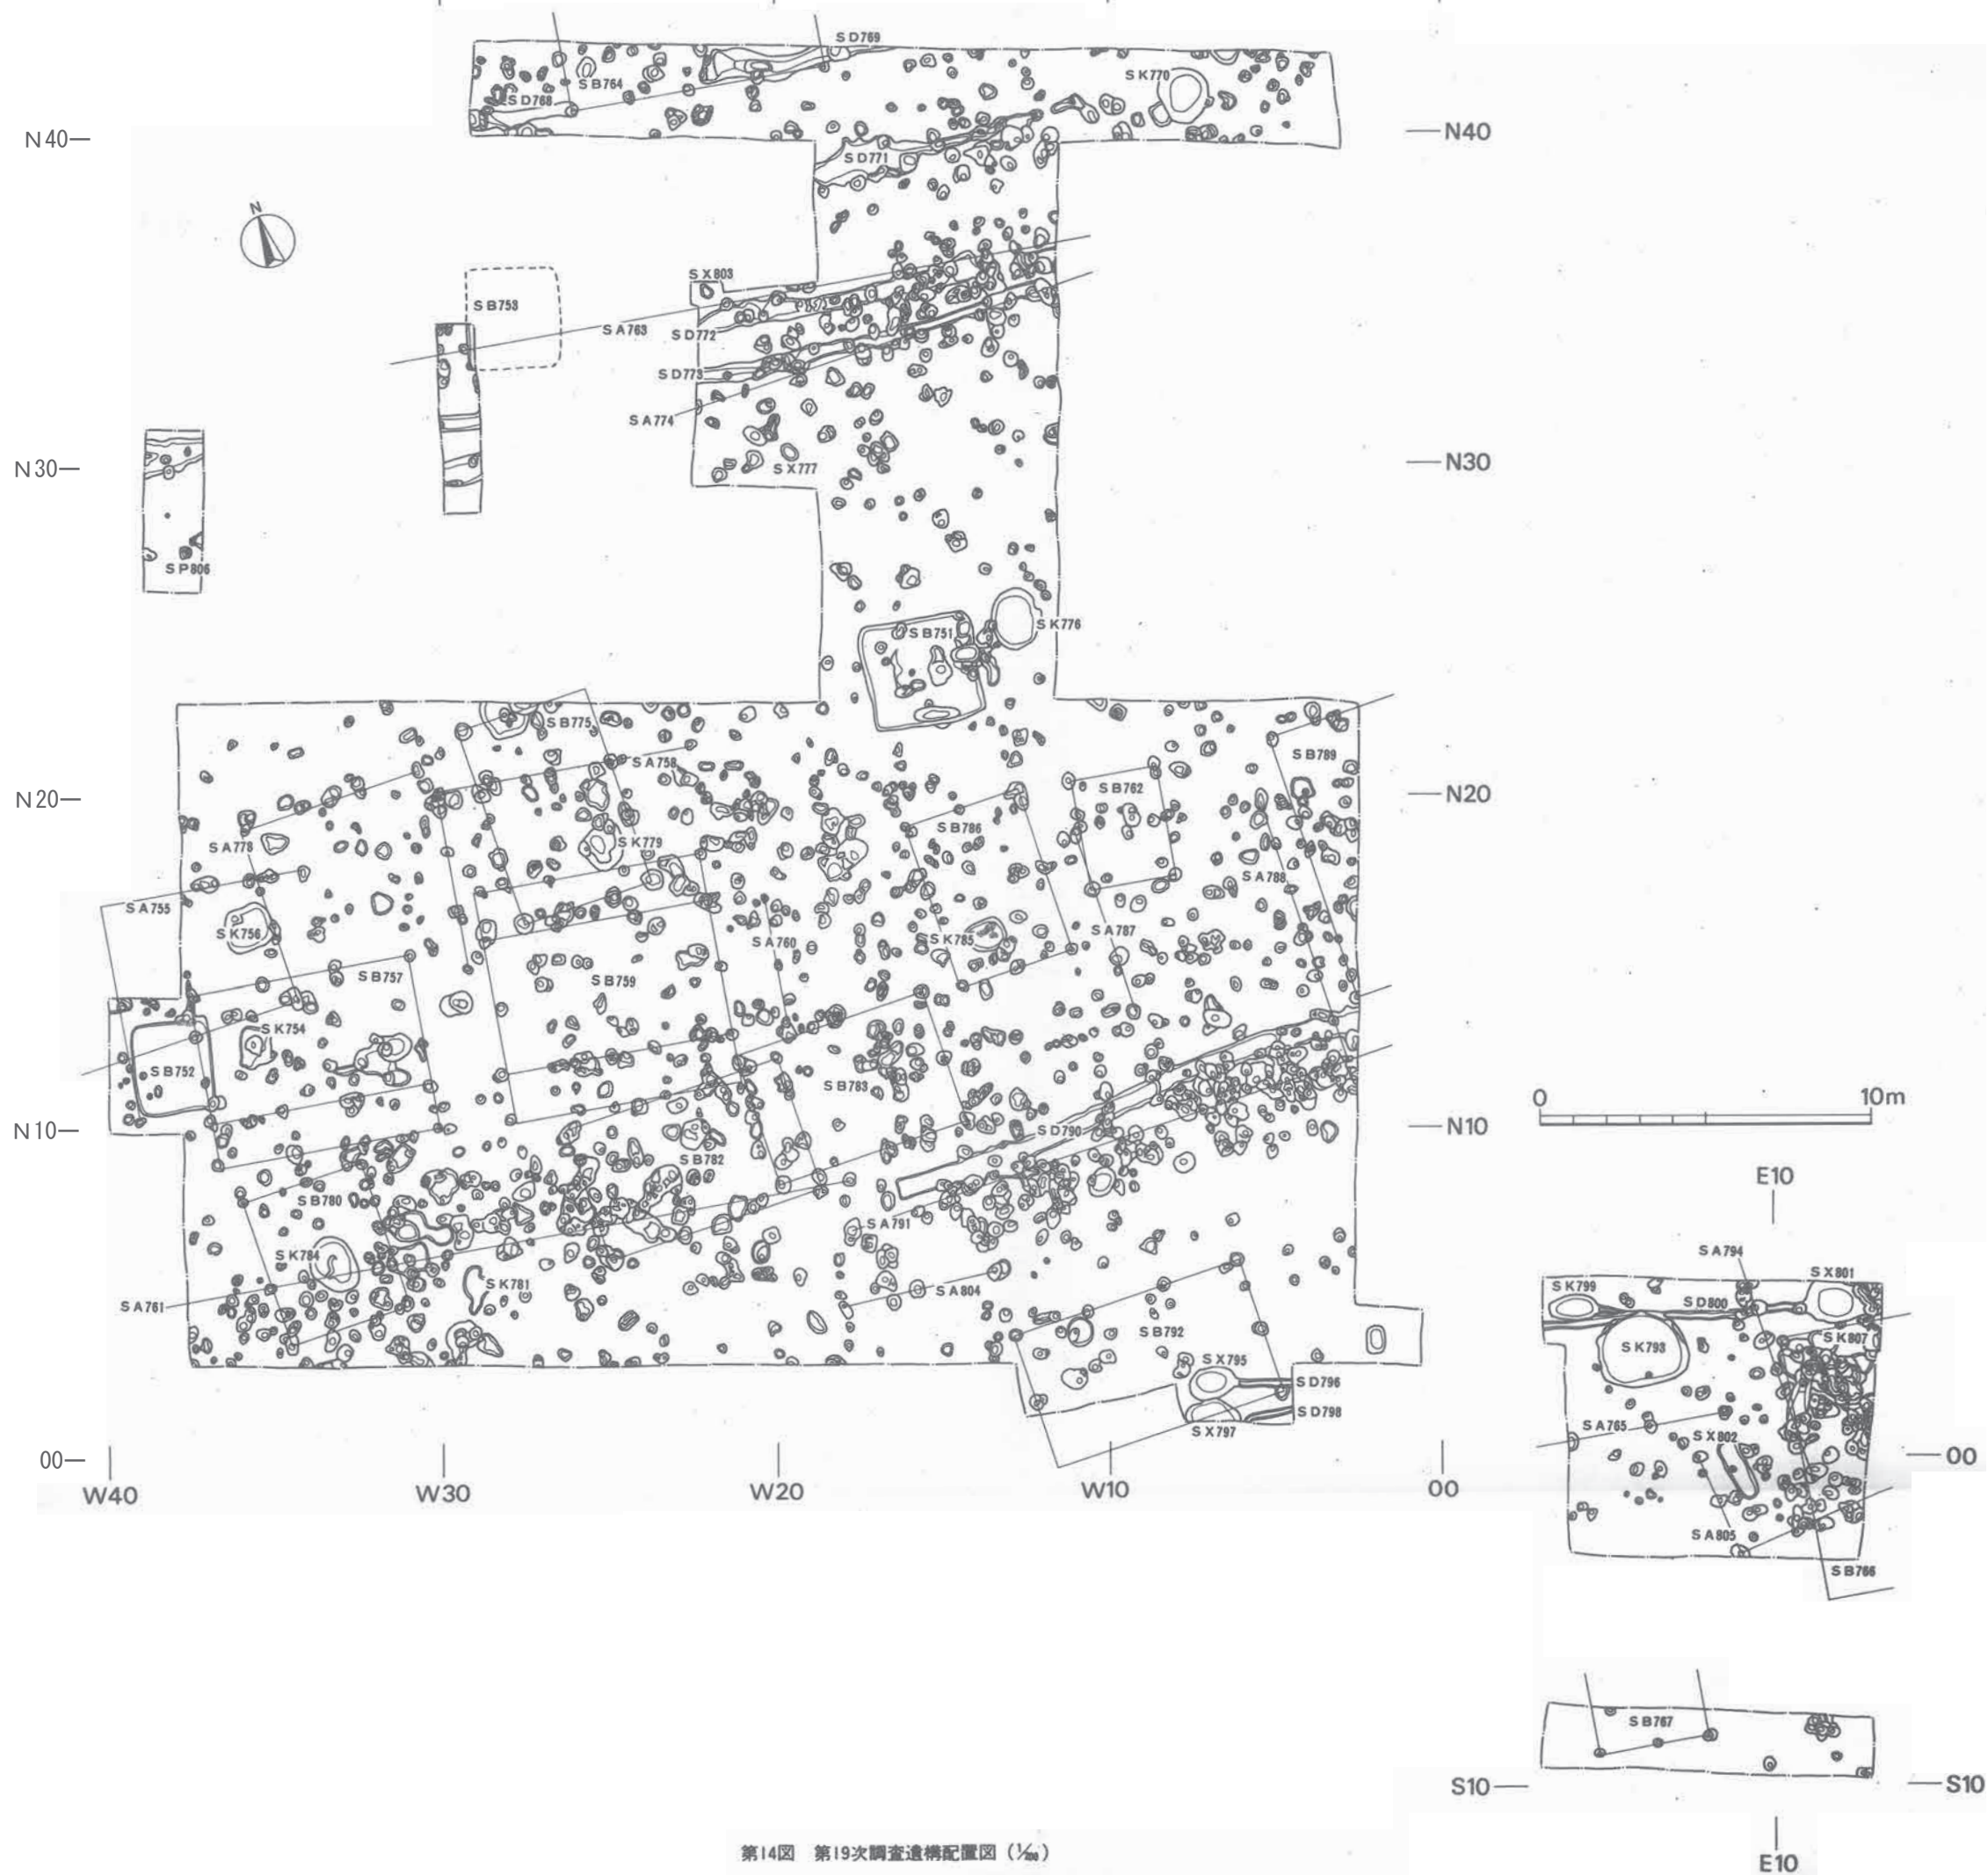 SD769
SK770
SB764
SD768
N40
N40
SD771
N
SX803
SB753
SA763
SD772
SD773
SA774
N30
SX777
N30
SP806
SB751
SK776
SB775
SA758
SB789
N20
SB762
N20
SB786
SK779
SA778
SA788
SA755
SK756
SA760
SK785
SA787
SB757
SB759
SK754
SB752
SB783
0
10m
N10
SD790
N10
SB782
E10
SB780
SA791
SK784
SA794
SX801
SK781
SK799
SA804
SD800
SA761
SB792
SK793
SK807
SX795
SD796
SD798
SA765
SX797
SX802
00
00
W40
W30
W20
W10
00
SA805
SB766
SB767
S10
S10
第14図 第19次調査遺構配置図(1/200)
E10